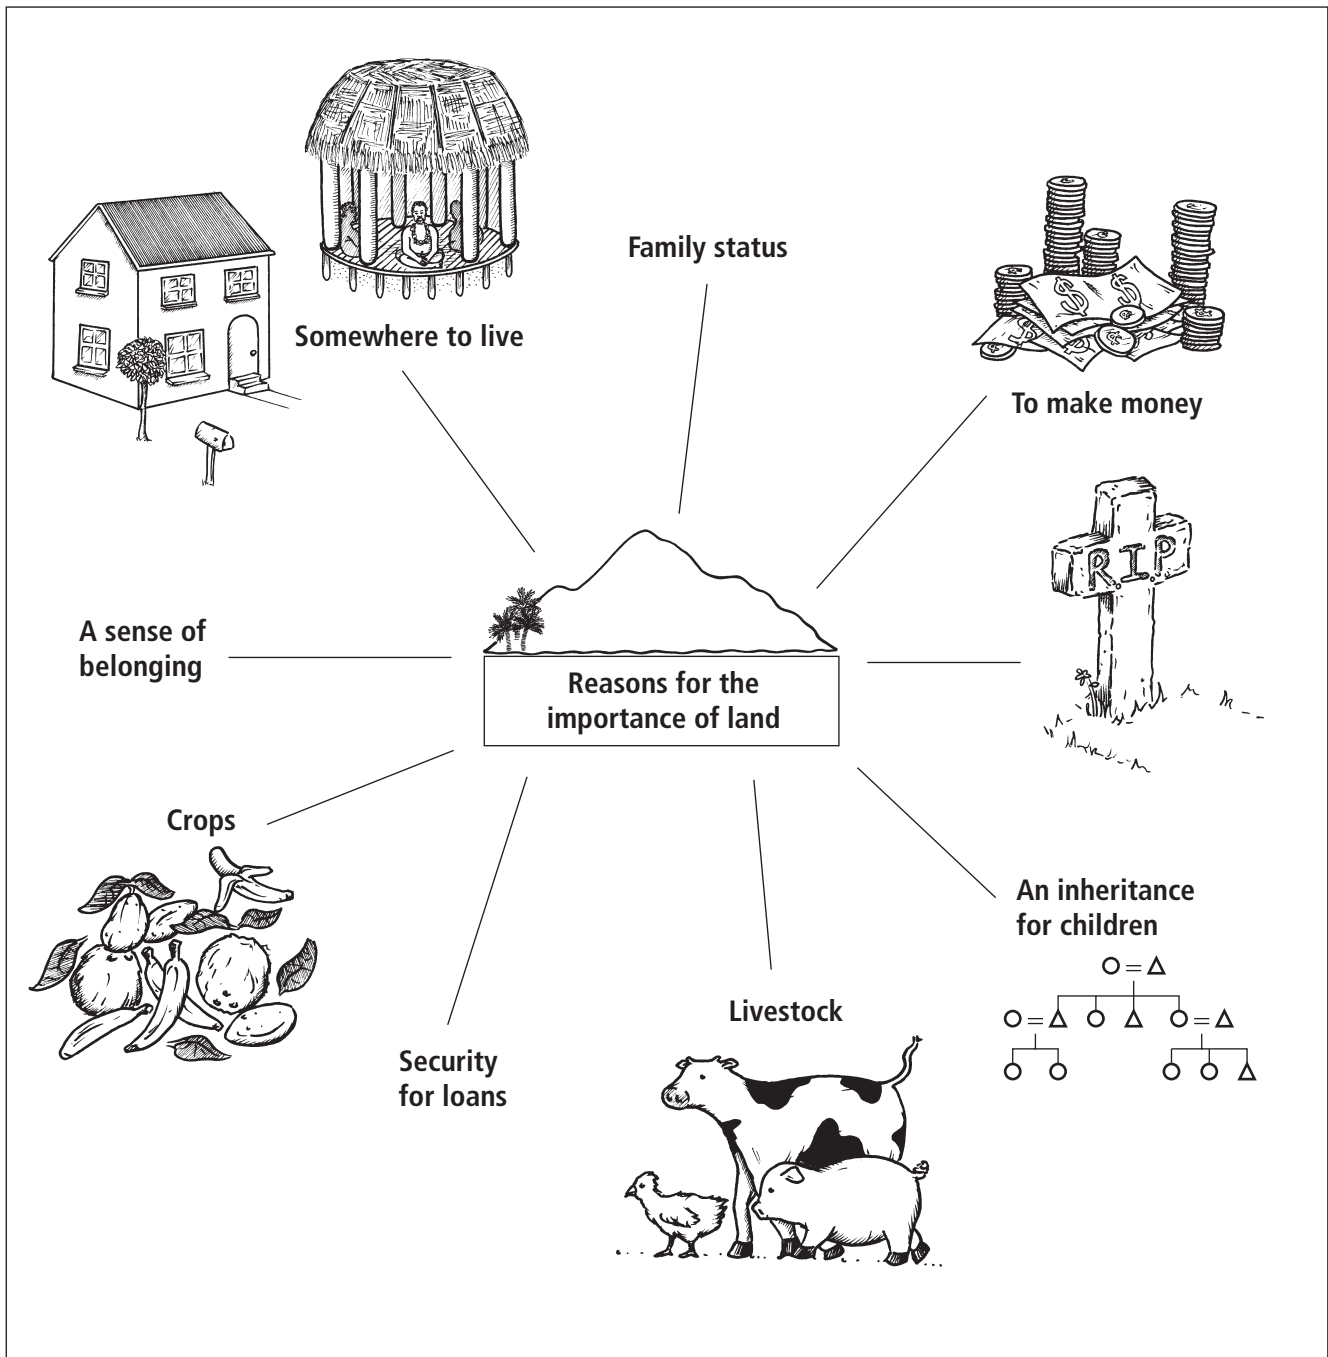 Family status
Somewhere to live
To make money
R.I.P
A sense of
belonging
Reasons for the
importance of land
Crops
An inheritance
for children
Livestock
Security
for loans